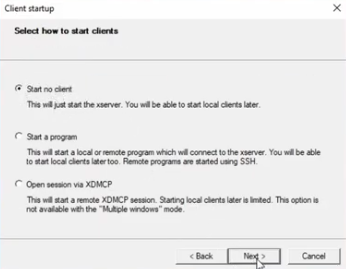 Client startup
Select how to start clients
Start no client
This will just start the xserver. You will be able to start local clients later.
Start a program
This will start a local or remote program which will connect to the xserver. You will be able
to start local clients later too. Remote programs are started using SSH.
Open session via XDMCP
This will start a remote XDMCP session. Starting local clients later is limited. This option is
not available with the "Multiple windows" mode.
< Back
Next >
Cancel